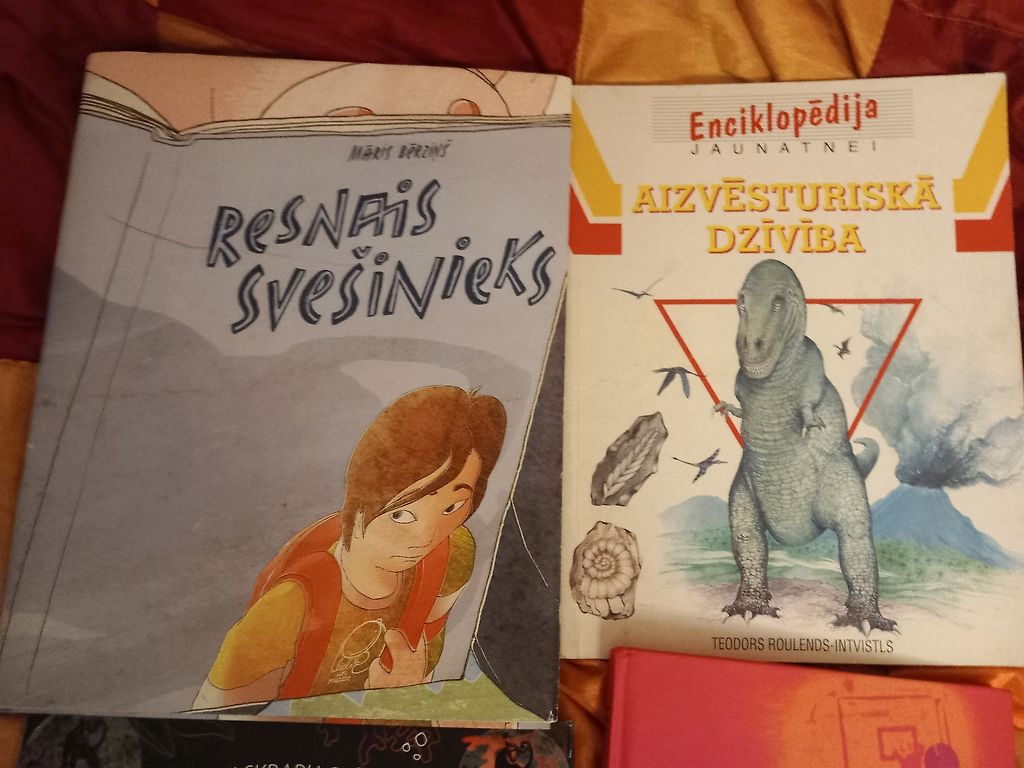 Māris Bērziņš
Resnais
svešinieks
Enciklopēdija
JAUNATNEI
AIZVĒSTURISKĀ
DZĪVĪBA
TEODORS ROULENDS-INTVISTLS